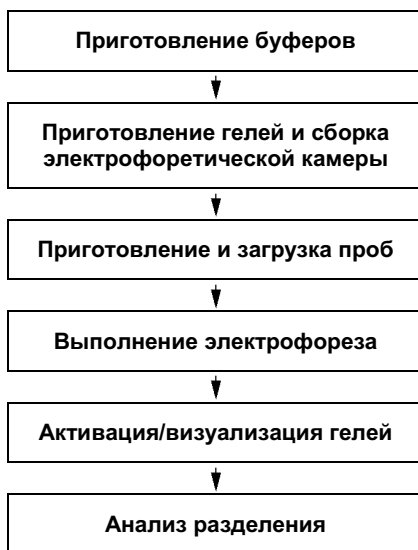 Приготовление буферов
Приготовление гелей и сборка
электрофоретической камеры
Приготовление и загрузка проб
Выполнение электрофореза
Активация/визуализация гелей
Анализ разделения